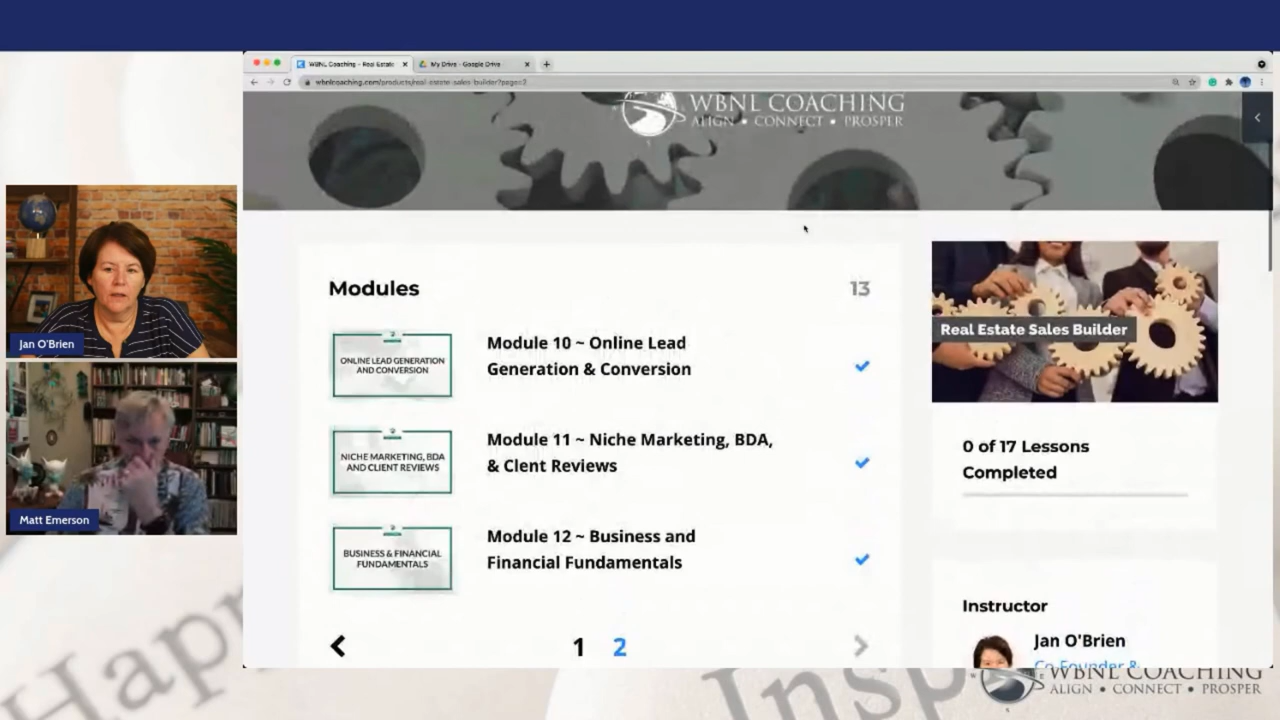 WBNL Coaching - Real Estate
My Drive - Google Drive
wbnlcoaching.com/products/real-estate-sales-builder?page=2
WBNL COACHING
ALIGN • CONNECT • PROSPER
Modules
13
ONLINE LEAD GENERATION
AND CONVERSION
Module 10 ~ Online Lead
Generation & Conversion
NICHE MARKETING, BDA
AND CLIENT REVIEWS
Module 11 ~ Niche Marketing, BDA,
& Clent Reviews
BUSINESS & FINANCIAL
FUNDAMENTALS
Module 12 ~ Business and
Financial Fundamentals
1 2
Real Estate Sales Builder
0 of 17 Lessons
Completed
Instructor
Jan O'Brien
Co-Founder &
Jan O'Brien
Matt Emerson
WBNL COACHING
ALIGN • CONNECT • PROSPER